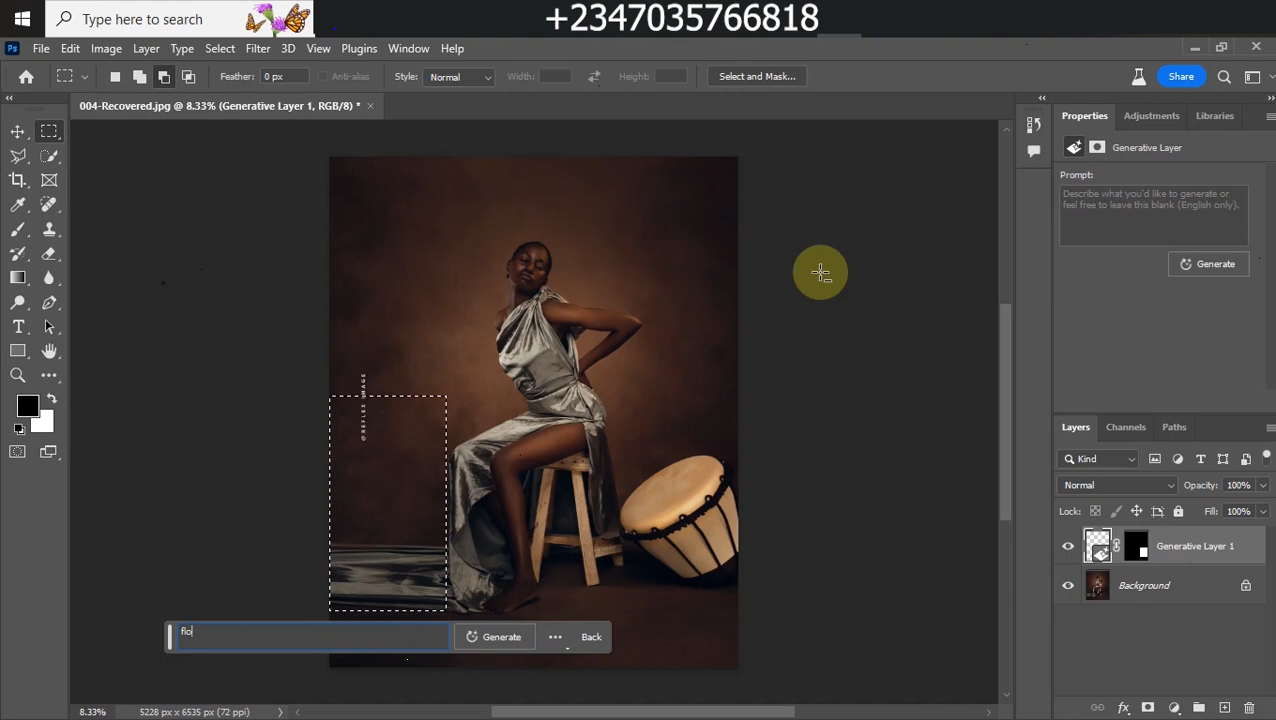 Type here to search
+2347035766818
Ps File Edit Image Layer Type Select Filter 3D View Plugins Window Help
Feather: 0 px Anti-alias Style: Normal Width: Height: Select and Mask... Share
004-Recovered.jpg @ 8.33% (Generative Layer 1, RGB/8) * ×
Properties Adjustments Libraries
Generative Layer
Prompt:
Describe what you'd like to generate or
feel free to leave this blank (English only).
Generate
@REFLEX IMAGE
Layers Channels Paths
Kind
Normal Opacity: 100%
Lock: Fill: 100%
Generative Layer 1
Background
flo
Generate ... Back
8.33% 5228 px x 6535 px (72 ppi)